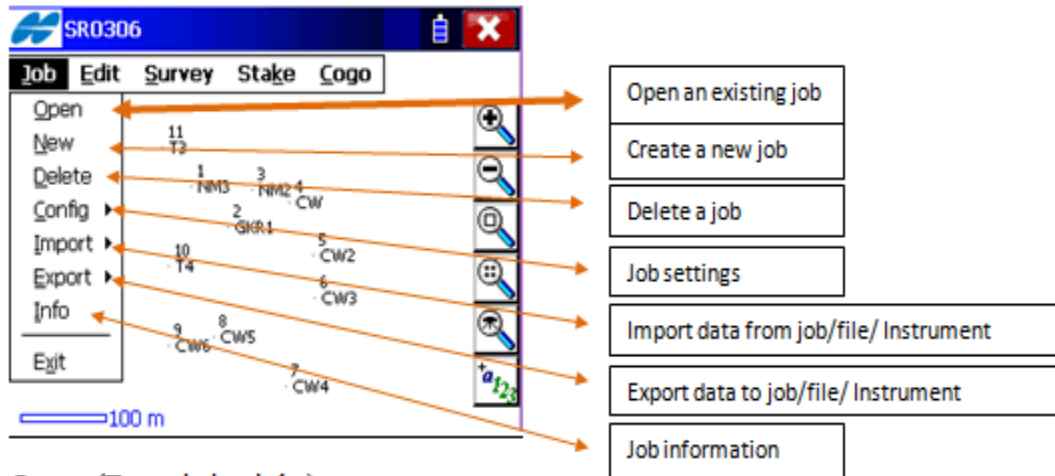 SR0306
Job Edit Survey Stake Cogo
Open
New
Delete
Config
Import
Export
Info
Exit
11
T3
1
NM3
3
NM2
4
CW
2
GKR1
5
CW2
10
T4
6
CW3
9
CW6
8
CW5
7
CW4
100 m
+a123
Open an existing job
Create a new job
Delete a job
Job settings
Import data from job/file/ Instrument
Export data to job/file/ Instrument
Job information